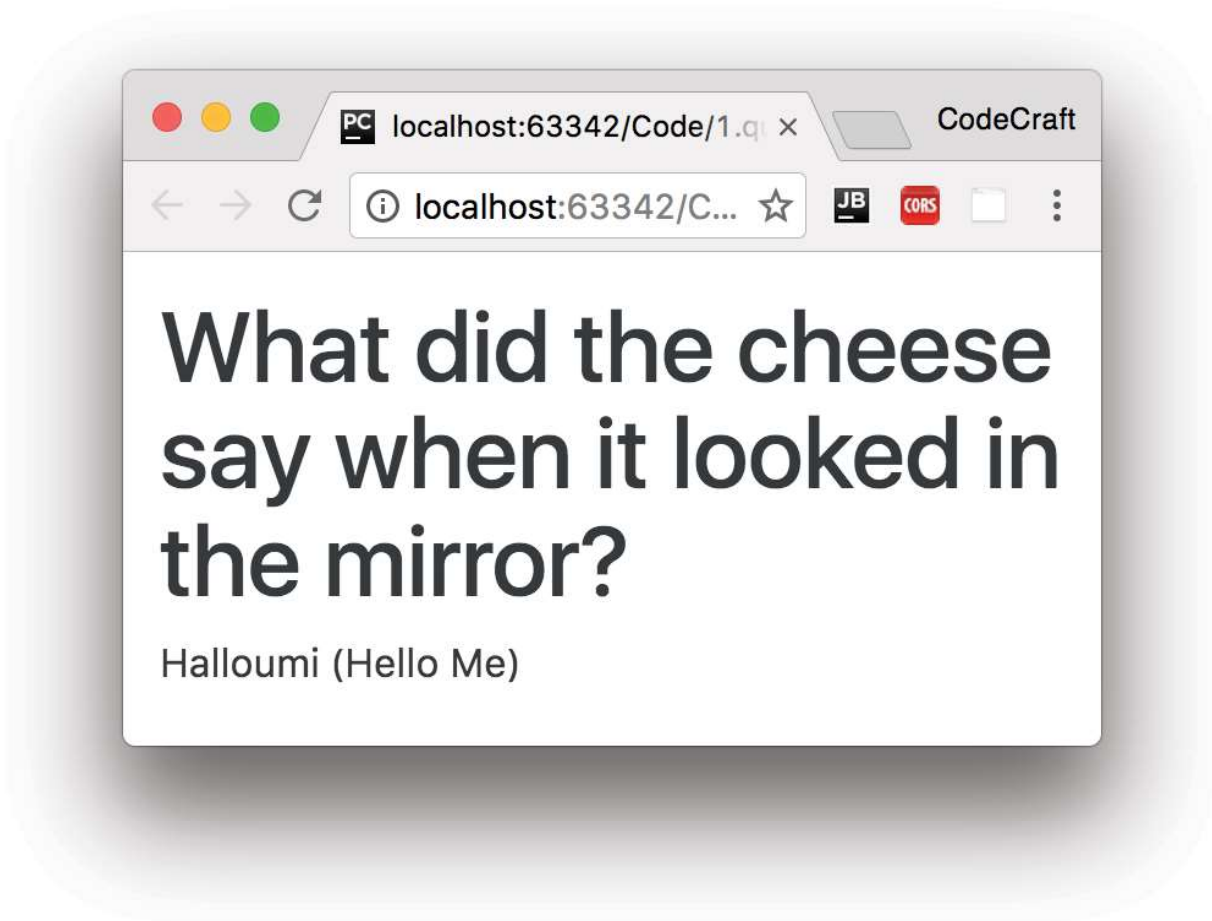 CodeCraft
PC localhost:63342/Code/1.q
localhost:63342/C...
JB
CORS
What did the cheese
say when it looked in
the mirror?
Halloumi (Hello Me)